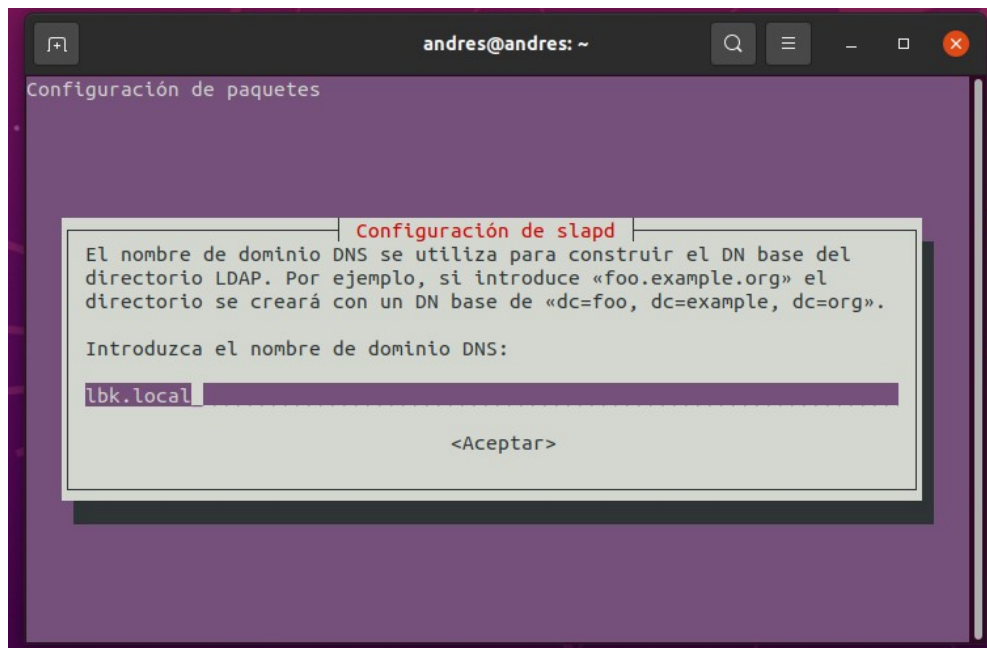 andres@andres: ~
Configuración de paquetes
Configuración de slapd
El nombre de dominio DNS se utiliza para construir el DN base del
directorio LDAP. Por ejemplo, si introduce «foo.example.org» el
directorio se creará con un DN base de «dc=foo, dc=example, dc=org».
Introduzca el nombre de dominio DNS:
lbk.local
<Aceptar>